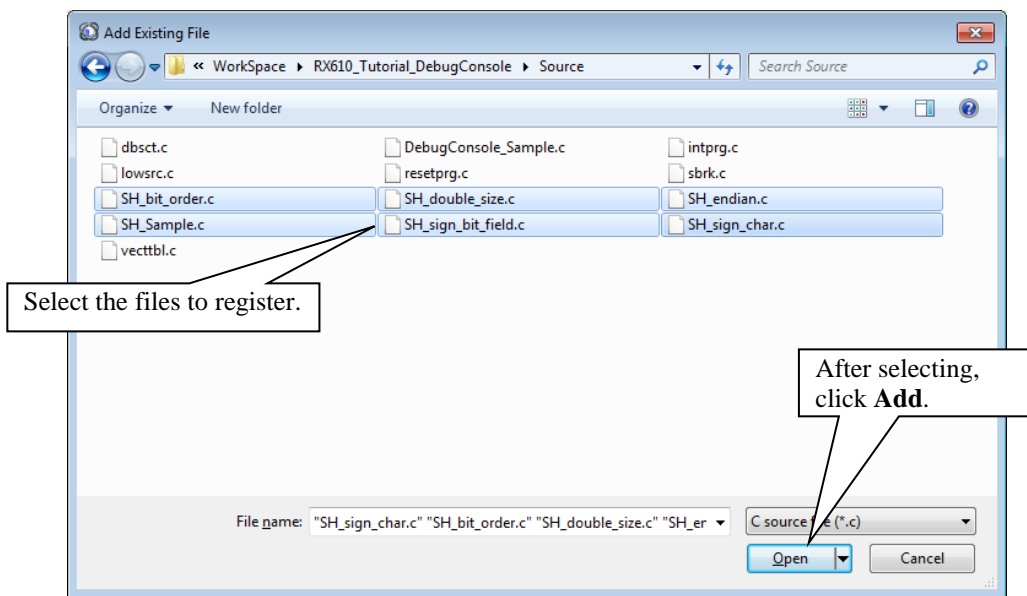 Add Existing File
« WorkSpace ▸ RX610_Tutorial_DebugConsole ▸ Source
Search Source
Organize ▾ New folder
dbsct.c DebugConsole_Sample.c intprg.c
lowsrc.c resetprg.c sbrk.c
SH_bit_order.c SH_double_size.c SH_endian.c
SH_Sample.c SH_sign_bit_field.c SH_sign_char.c
vecttbl.c
Select the files to register.
After selecting,
click Add.
File name: "SH_sign_char.c" "SH_bit_order.c" "SH_double_size.c" "SH_er
C source (*.c)
Open Cancel